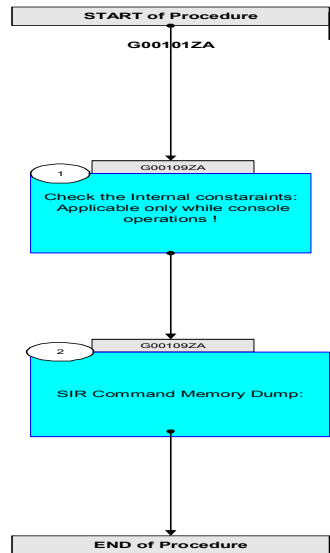 START of Procedure
G00101ZA
G00109ZA
1
Check the Internal constaraints:
Applicable only while console
operations !
G00109ZA
2
SIR Command Memory Dump:
END of Procedure